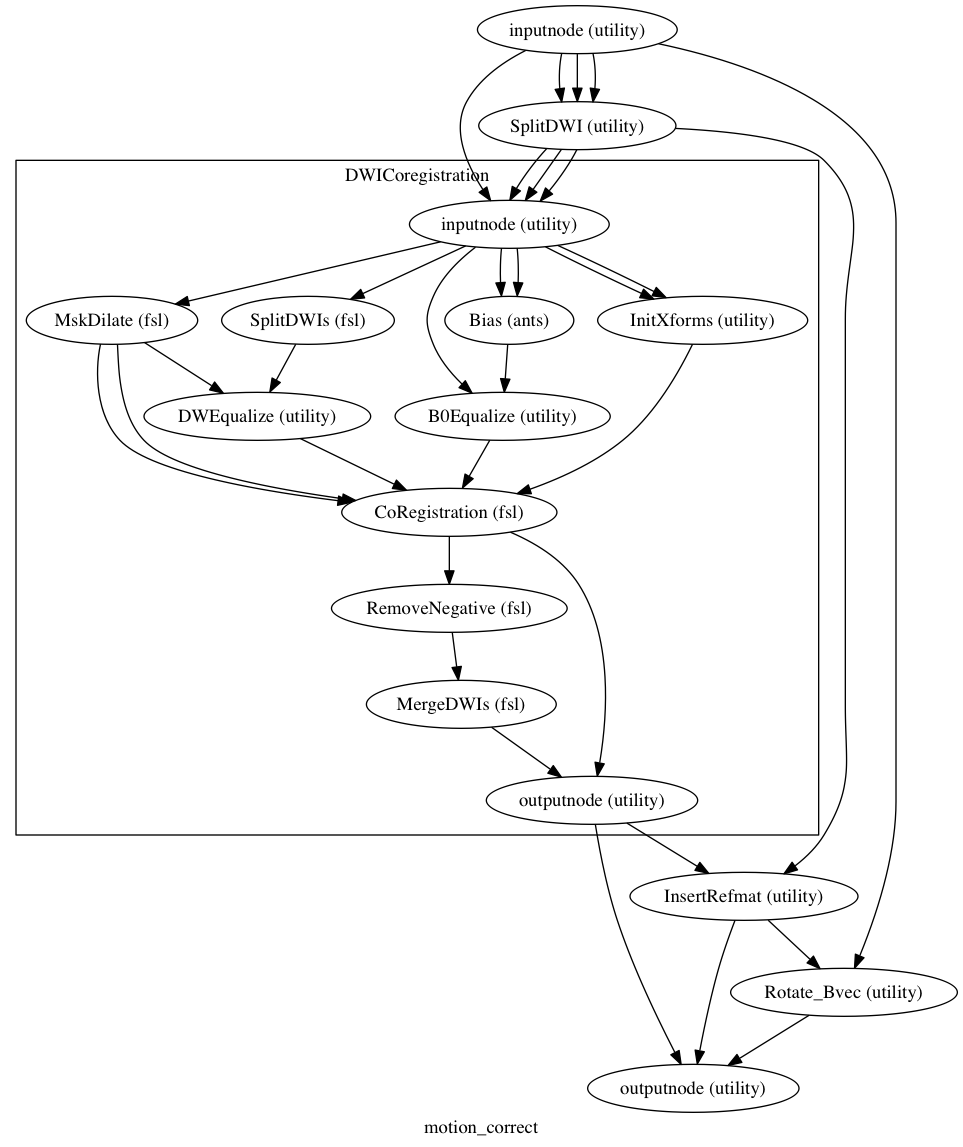 inputnode (utility)
SplitDWI (utility)
DWICoregistration
inputnode (utility)
MskDilate (fsl)
SplitDWIs (fsl)
Bias (ants)
InitXforms (utility)
DWEqualize (utility)
B0Equalize (utility)
CoRegistration (fsl)
RemoveNegative (fsl)
MergeDWIs (fsl)
outputnode (utility)
InsertRefmat (utility)
Rotate_Bvec (utility)
outputnode (utility)
motion_correct